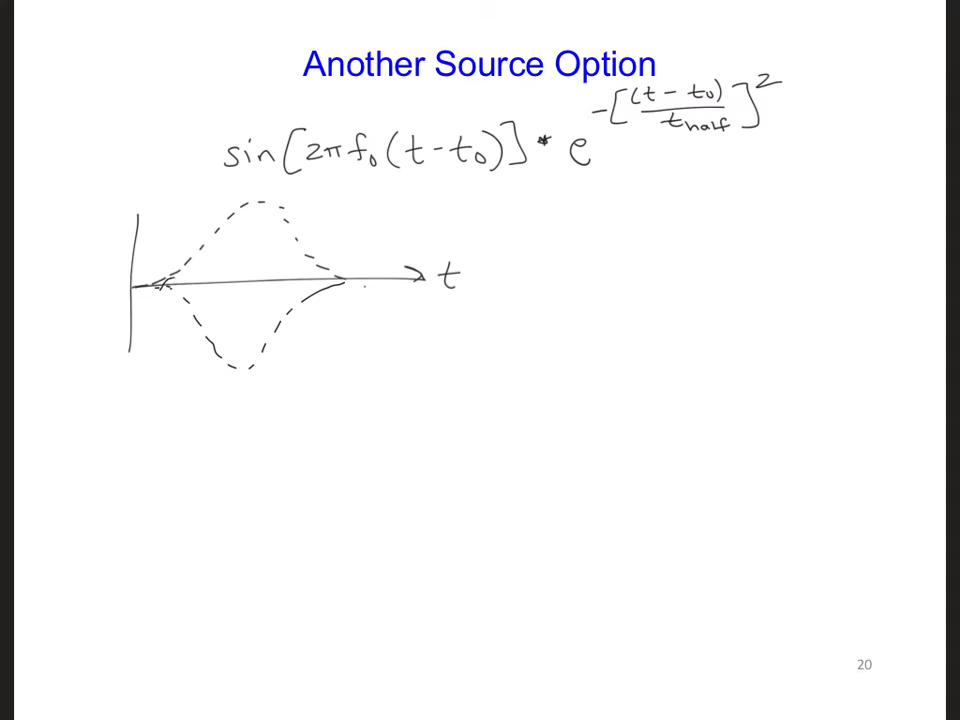 Another Source Option
sin[2πf₀(t-t₀)] * e^-[(t-t₀)/t_half]²
t
20